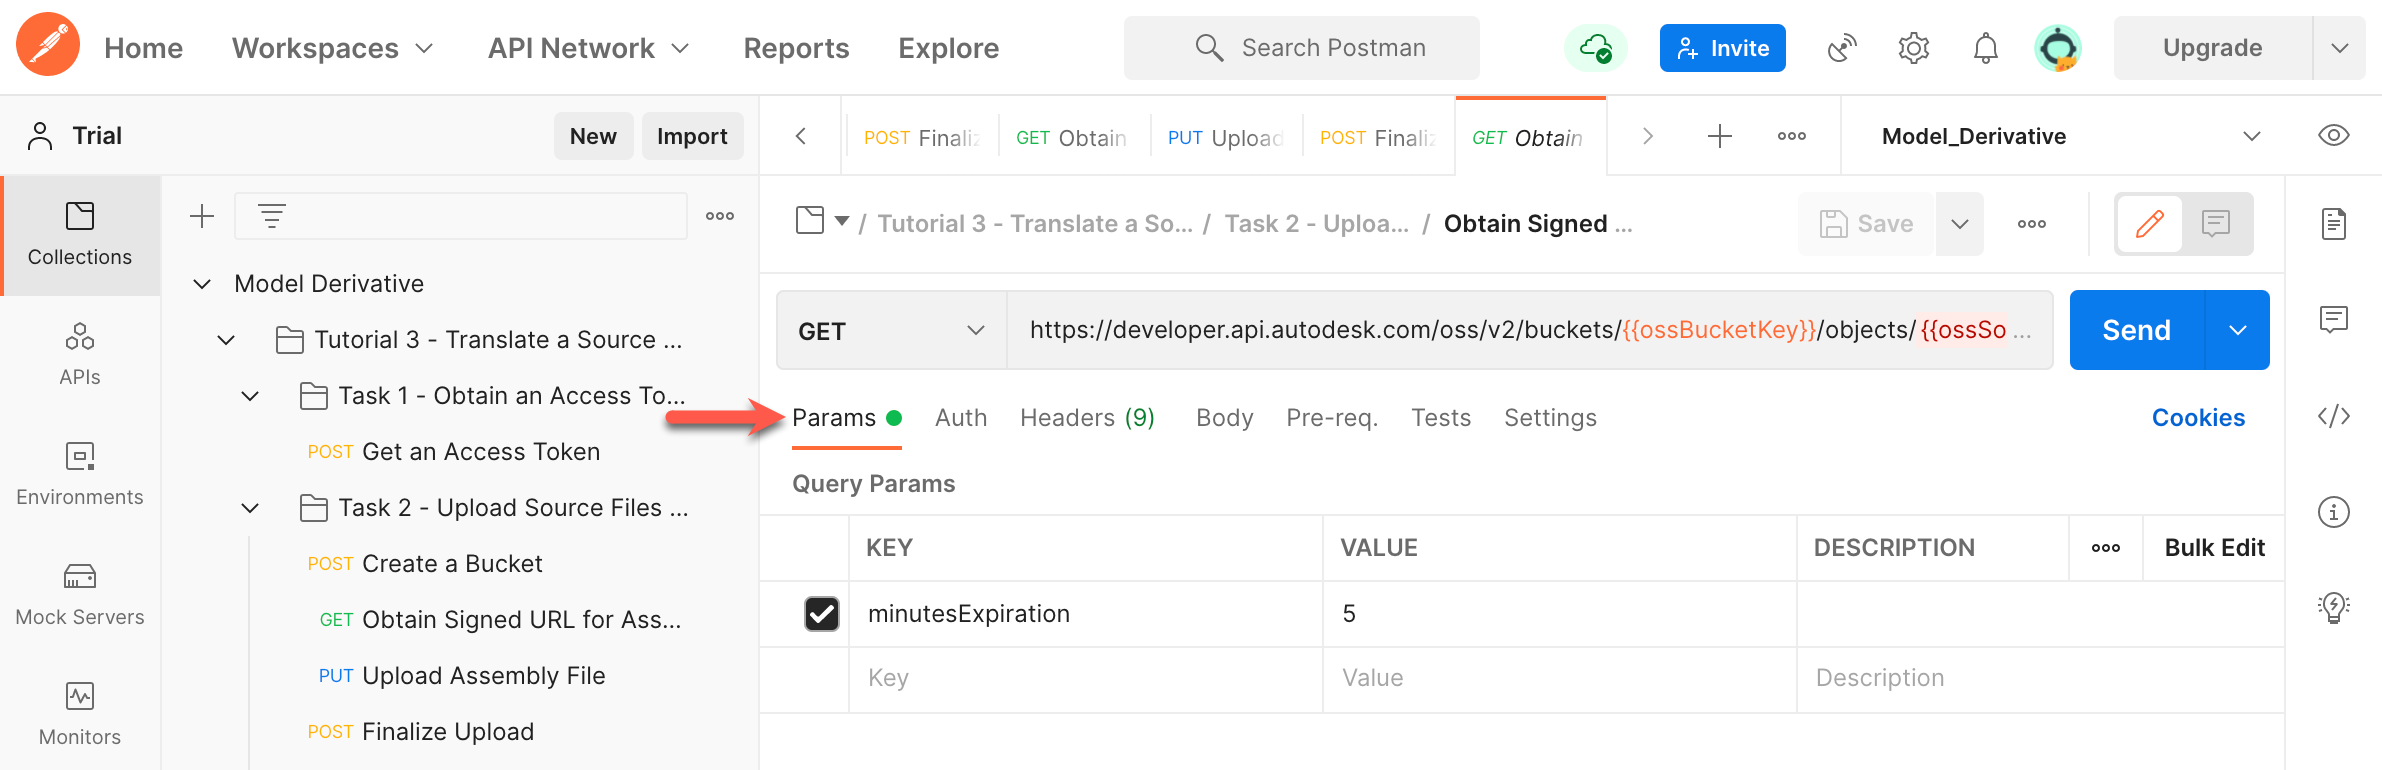 Home
Workspaces
API Network
Reports
Explore
Search Postman
Invite
Upgrade
Trial
New
Import
POST Finaliz
GET Obtain
PUT Upload
POST Finaliz
GET Obtain
Model_Derivative
Collections
APIs
Environments
Mock Servers
Monitors
Model Derivative
Tutorial 3 - Translate a Source ...
Task 1 - Obtain an Access To...
POST Get an Access Token
Task 2 - Upload Source Files ...
POST Create a Bucket
GET Obtain Signed URL for Ass...
PUT Upload Assembly File
POST Finalize Upload
/ Tutorial 3 - Translate a So... / Task 2 - Uploa... / Obtain Signed ...
Save
GET
https://developer.api.autodesk.com/oss/v2/buckets/{{ossBucketKey}}/objects/{{ossSo ...
Send
Params
Auth
Headers (9)
Body
Pre-req.
Tests
Settings
Cookies
Query Params
KEY
VALUE
DESCRIPTION
Bulk Edit
minutesExpiration
5
Key
Value
Description